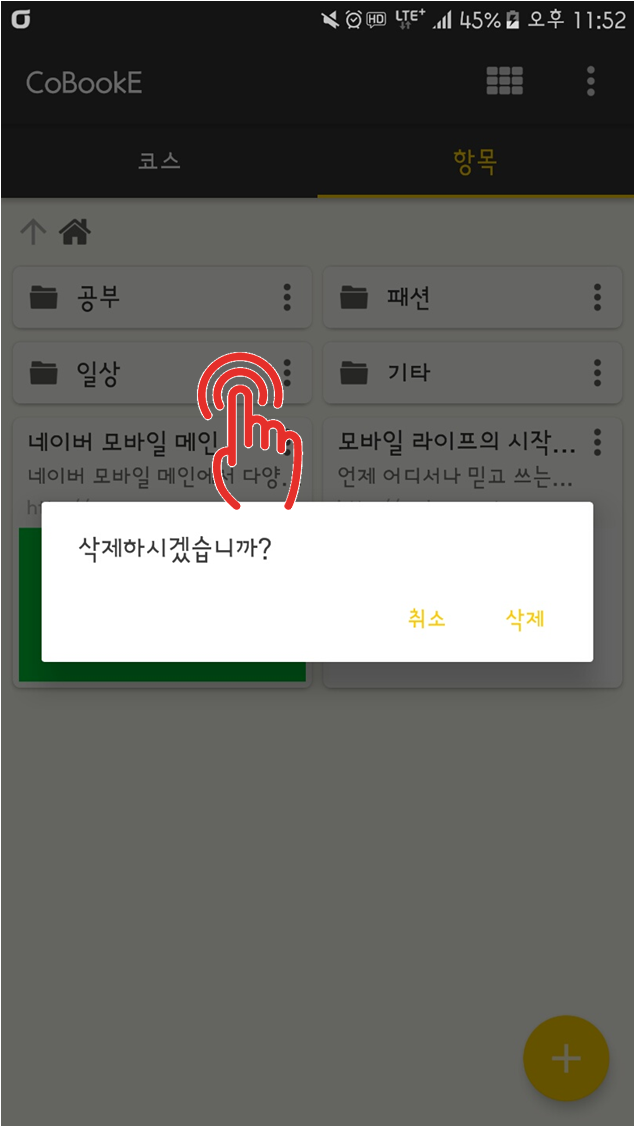 HD LTE+ 45% 오후 11:52
CoBookE
코스 항목
공부 패션
일상 기타
네이버 모바일 메인 모바일 라이프의 시작...
네이버 모바일 메인에서 다양... 언제 어디서나 믿고 쓰는...
삭제하시겠습니까?
취소 삭제